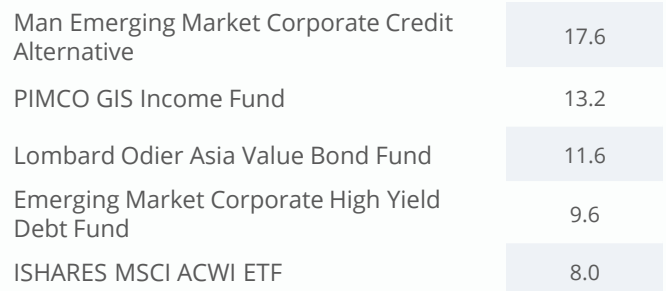 Man Emerging Market Corporate Credit
Alternative
17.6
PIMCO GIS Income Fund
13.2
Lombard Odier Asia Value Bond Fund
11.6
Emerging Market Corporate High Yield
Debt Fund
9.6
ISHARES MSCI ACWI ETF
8.0